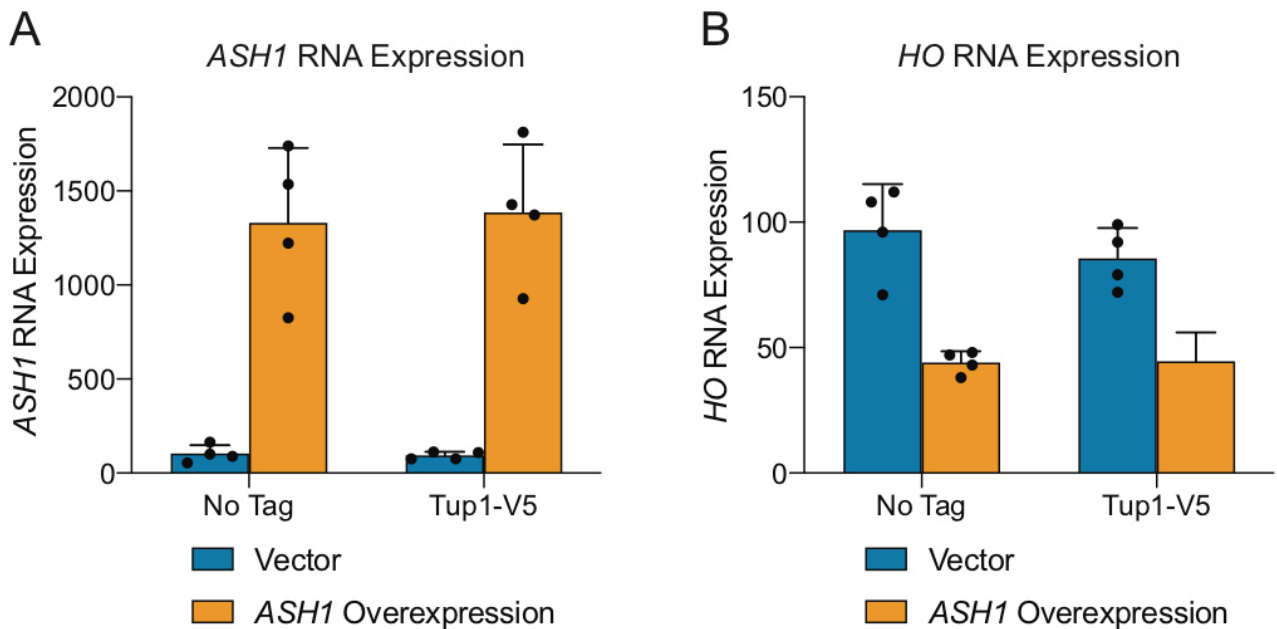 A
ASH1 RNA Expression
ASH1 RNA Expression
2000
1500
1000
500
0
No Tag
Tup1-V5
Vector
ASH1 Overexpression
B
HO RNA Expression
HO RNA Expression
150
100
50
0
No Tag
Tup1-V5
Vector
ASH1 Overexpression